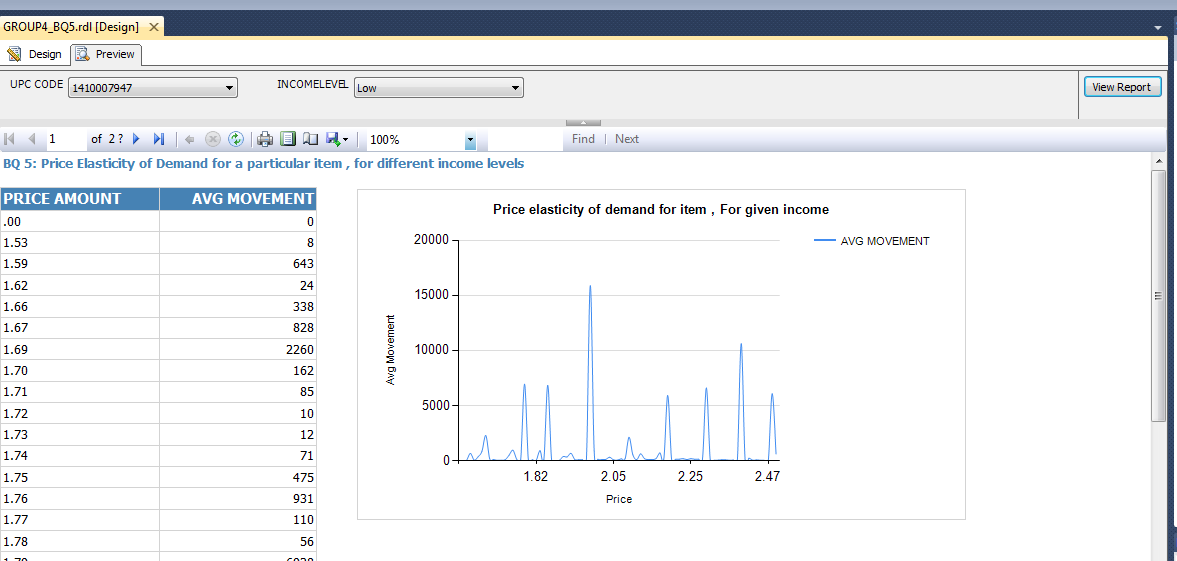 GROUP4_BQ5.rdl [Design]
Design Preview
UPC CODE 1410007947 INCOMELEVEL Low View Report
1 of 2 ? 100% Find | Next
BQ 5: Price Elasticity of Demand for a particular item , for different income levels
PRICE AMOUNT AVG MOVEMENT
.00 0
1.53 8
1.59 643
1.62 24
1.66 338
1.67 828
1.69 2260
1.70 162
1.71 85
1.72 10
1.73 12
1.74 71
1.75 475
1.76 931
1.77 110
1.78 56
Price elasticity of demand for item , For given income
AVG MOVEMENT
20000
15000
10000
5000
0
Avg Movement
1.82 2.05 2.25 2.47
Price